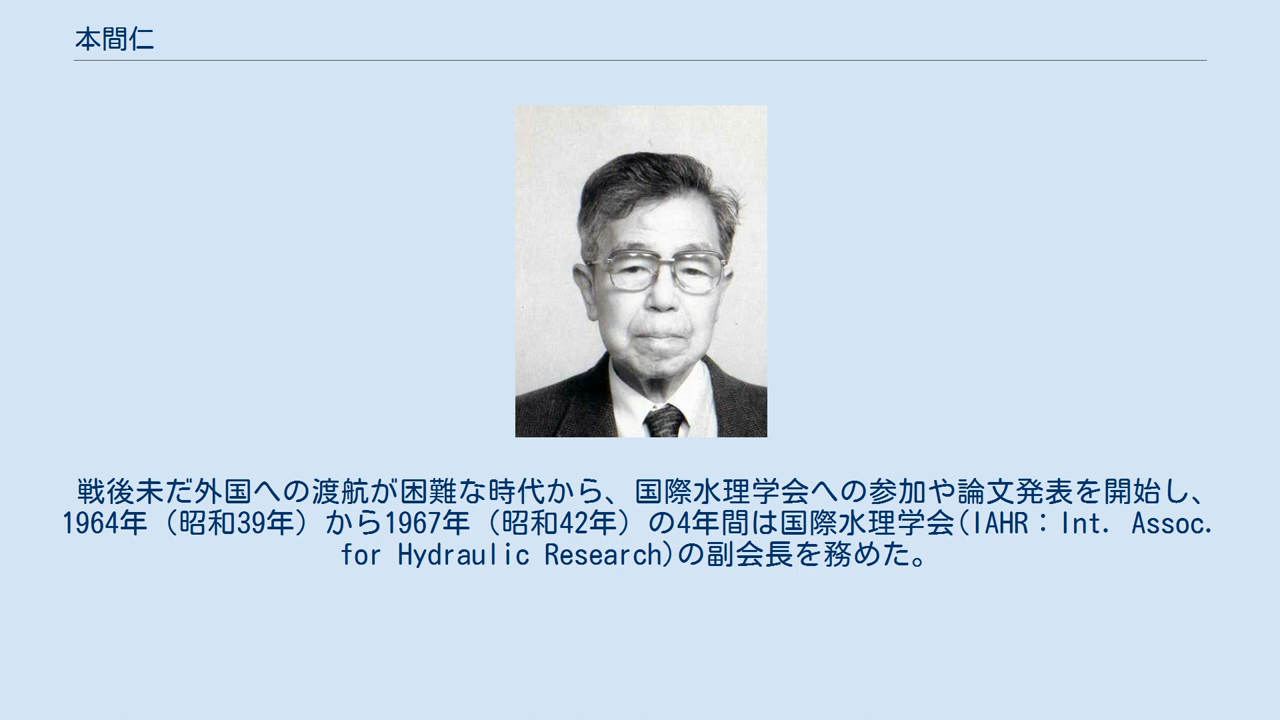 本間仁
戦後未だ外国への渡航が困難な時代から、国際水理学会への参加や論文発表を開始し、
1964年（昭和39年）から1967年（昭和42年）の4年間は国際水理学会(IAHR：Int. Assoc.
for Hydraulic Research)の副会長を務めた。